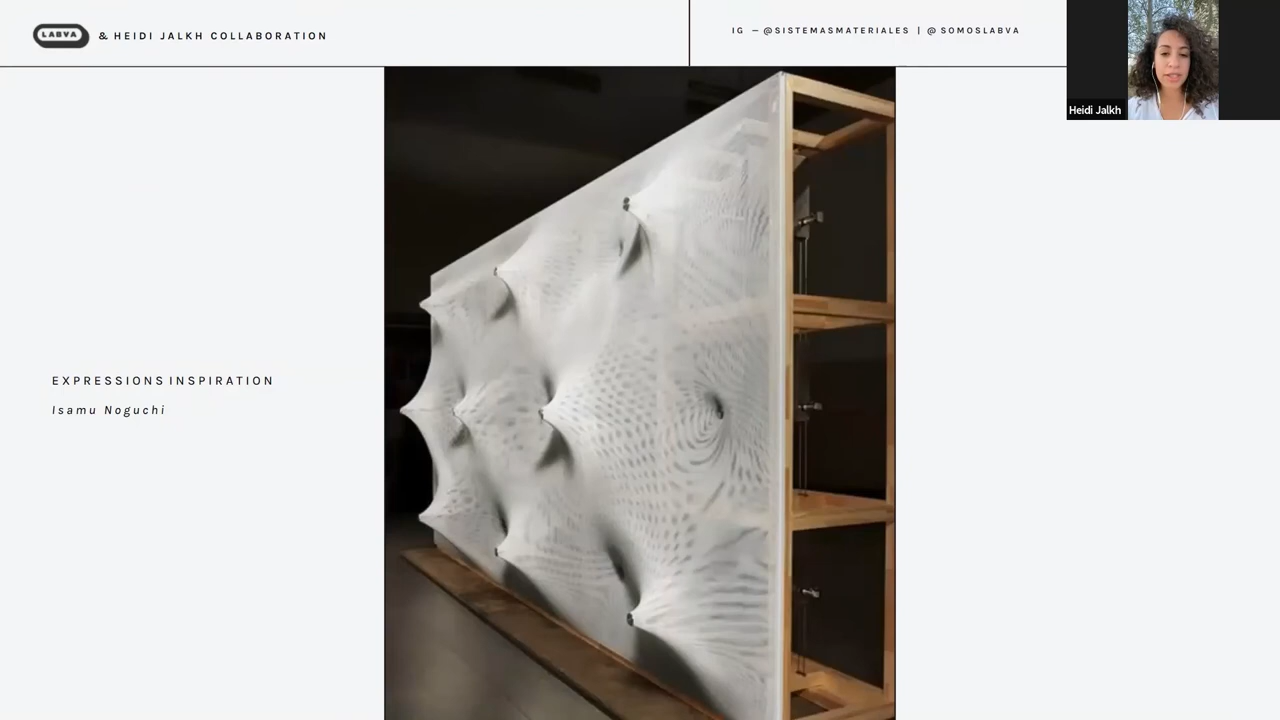 LABVA & HEIDI JALKH COLLABORATION
IG – @SISTEMASMATERIALES | @SOMOSLABVA
Heidi Jalkh
EXPRESSIONS INSPIRATION
Isamu Noguchi